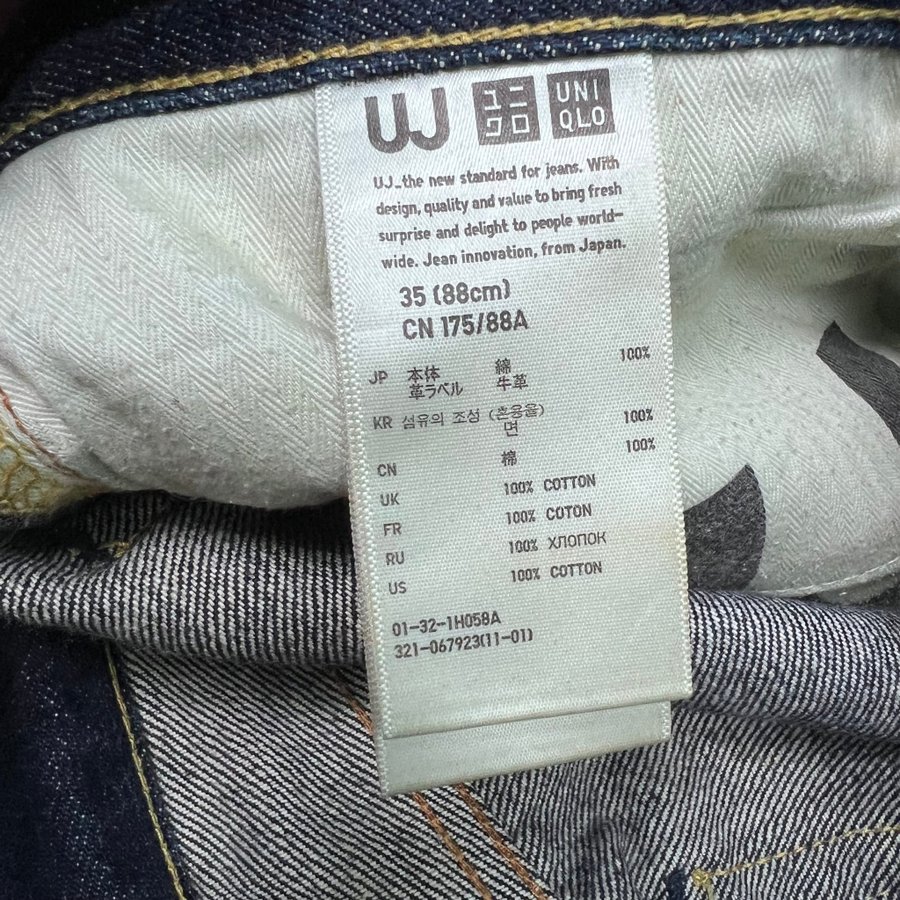 UJ ユニクロ UNIQLO
UJ_the new standard for jeans. With
design, quality and value to bring fresh
surprise and delight to people world-
wide. Jean innovation, from Japan.
35 (88cm)
CN 175/88A
JP 本体 綿 100%
革ラベル 牛革
KR 섬유의 조성 (혼용율)
면 100%
CN 棉 100%
UK 100% COTTON
FR 100% COTON
RU 100% ХЛОПОК
US 100% COTTON
01-32-1H058A
321-067923(11-01)